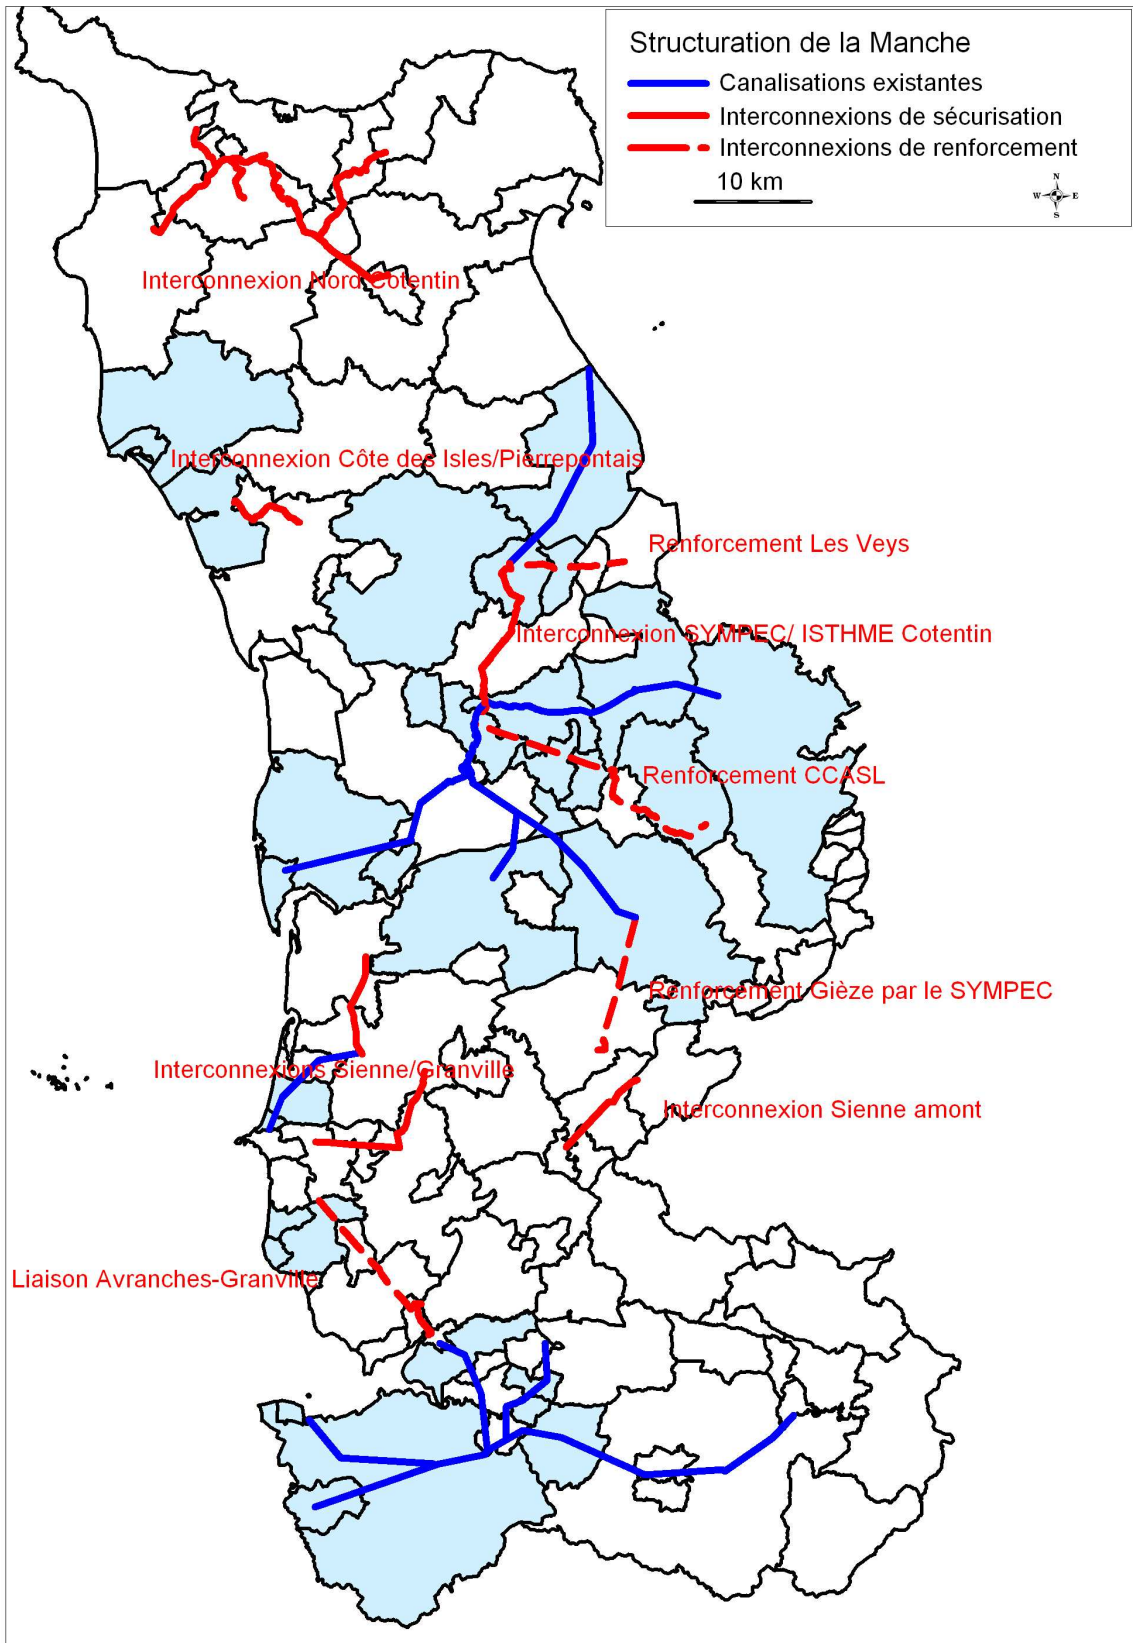 Structuration de la Manche
Canalisations existantes
Interconnexions de sécurisation
Interconnexions de renforcement
10 km
N
W E
S
Interconnexion Nord Cotentin
Interconnexion Côte des Isles/Pierrepontais
Renforcement Les Veys
Interconnexion SYMPEC/ ISTHME Cotentin
Renforcement CCASL
Renforcement Gièze par le SYMPEC
Interconnexions Sienne/Granville
Interconnexion Sienne amont
Liaison Avranches-Granville